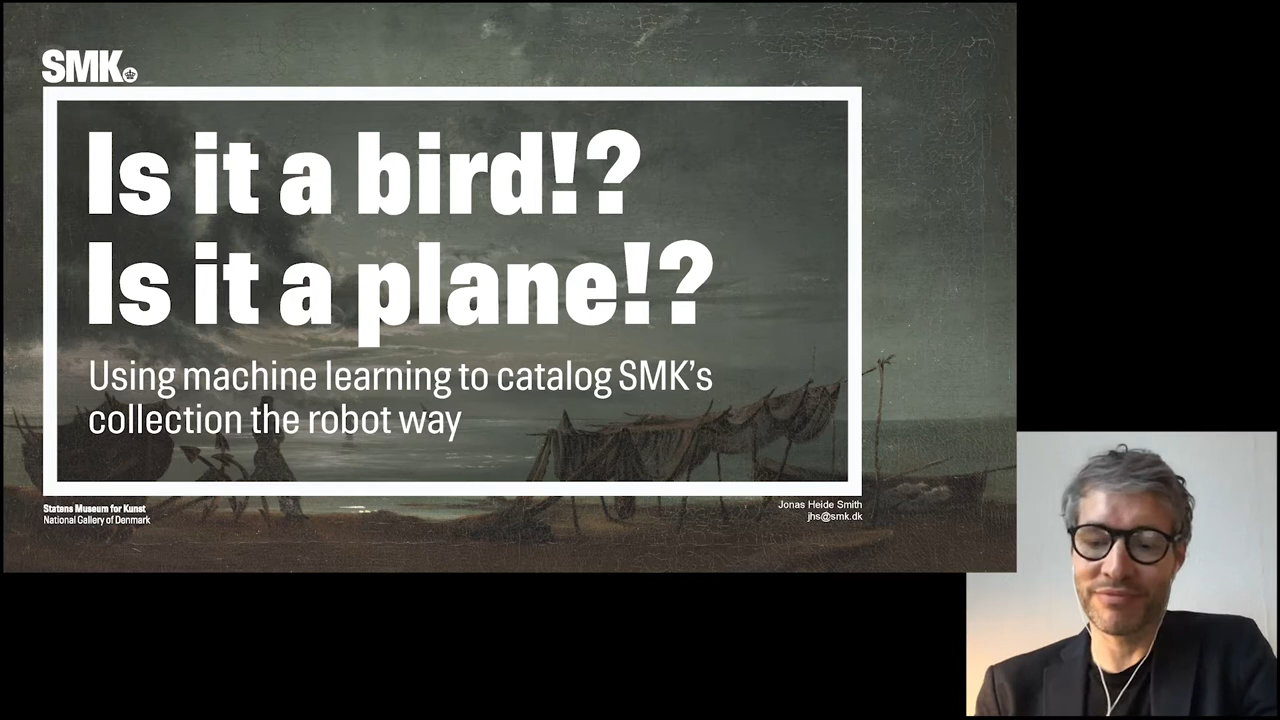 SMK.
Is it a bird!?
Is it a plane!?
Using machine learning to catalog SMK's
collection the robot way
Statens Museum for Kunst
National Gallery of Denmark
Jonas Heide Smith
jhs@smk.dk